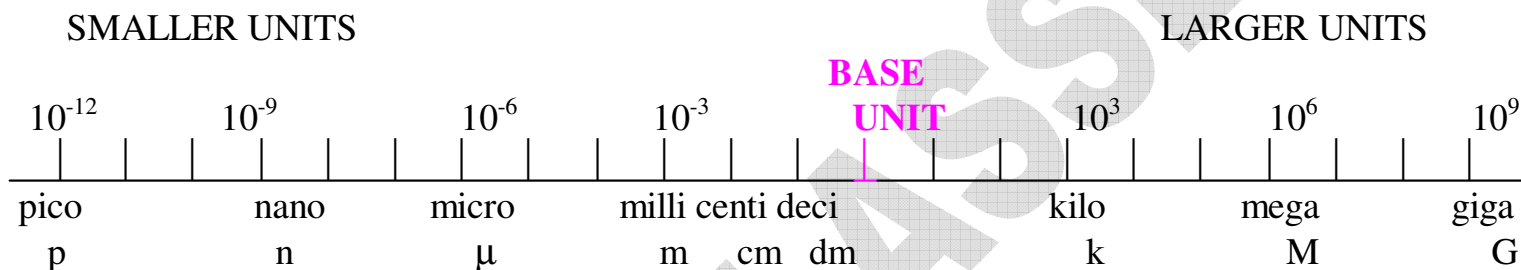 SMALLER UNITS LARGER UNITS
BASE
10⁻¹² 10⁻⁹ 10⁻⁶ 10⁻³ UNIT 10³ 10⁶ 10⁹
pico nano micro milli centi deci kilo mega giga
p n μ m cm dm k M G